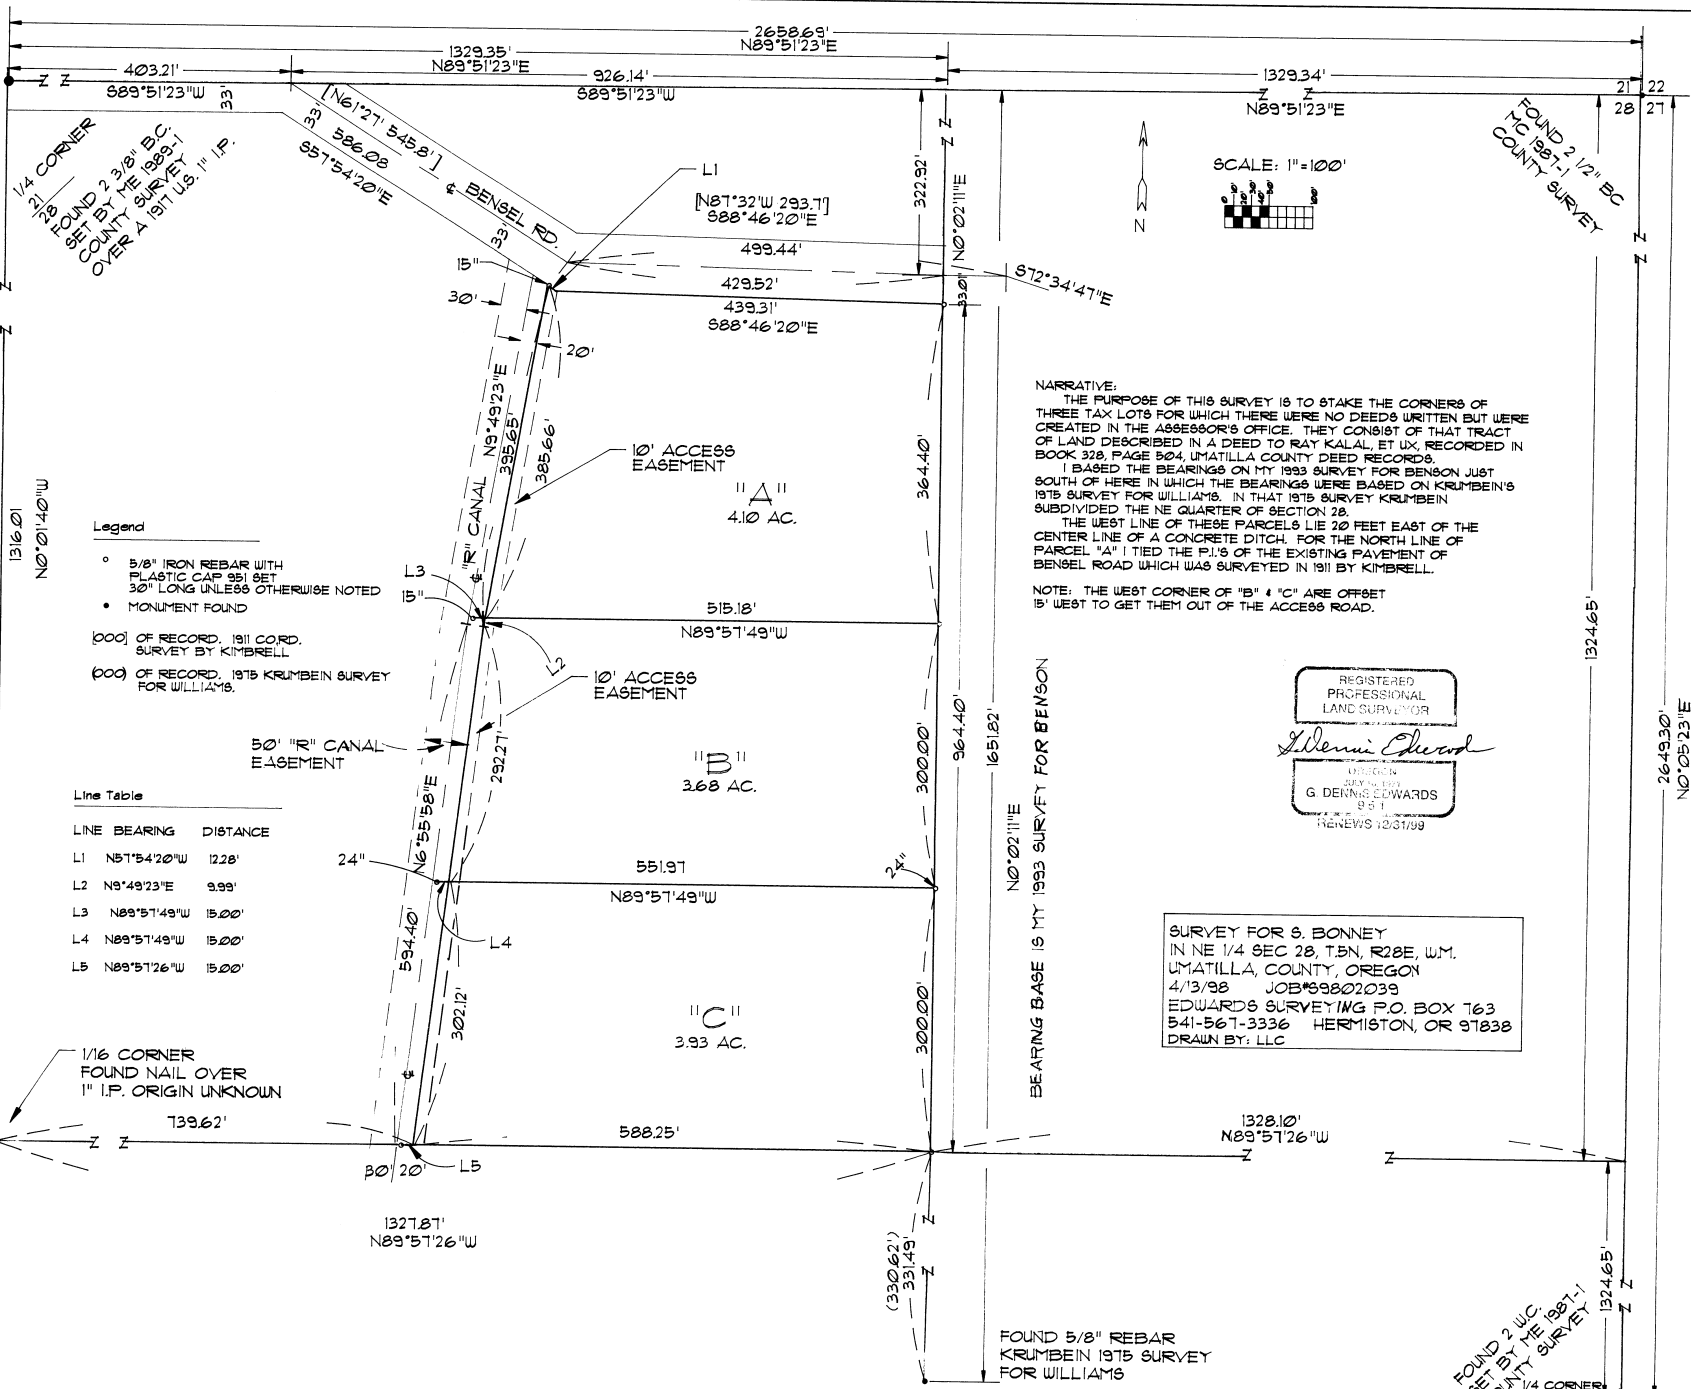 2658.69'
N89°51'23"E
1329.35'
N89°51'23"E
403.21'
S89°51'23"W
926.14'
S89°51'23"W
1329.34'
N89°51'23"E
21 22
28 27
33'
33'
[N61°27' 545.8']
586.08
S57°54'20"E
℄ BENSEL RD.
33'
1/4 CORNER
21
28
FOUND 2 3/8" B.C.
SET BY ME 1989-1
COUNTY SURVEY
OVER A 1917 U.S. 1" I.P.
FOUND 2 1/2" BC
MC 1987-1
COUNTY SURVEY
L1
[N87°32'W 293.7']
S88°46'20"E
499.44'
429.52'
439.31'
S88°46'20"E
322.92'
N0°02'11"E
33.01'
S72°34'47"E
SCALE: 1"=100'
0 10' 20' 30' 40' 50' 100'
N
15"
30'
20'
N9°49'23"E
395.65'
385.66'
"R" CANAL
℄
10' ACCESS
EASEMENT
"A"
4.10 AC.
364.40'
NARRATIVE:
THE PURPOSE OF THIS SURVEY IS TO STAKE THE CORNERS OF
THREE TAX LOTS FOR WHICH THERE WERE NO DEEDS WRITTEN BUT WERE
CREATED IN THE ASSESSOR'S OFFICE. THEY CONSIST OF THAT TRACT
OF LAND DESCRIBED IN A DEED TO RAY KALAL, ET UX, RECORDED IN
BOOK 328, PAGE 504, UMATILLA COUNTY DEED RECORDS.
I BASED THE BEARINGS ON MY 1993 SURVEY FOR BENSON JUST
SOUTH OF HERE IN WHICH THE BEARINGS WERE BASED ON KRUMBEIN'S
1975 SURVEY FOR WILLIAMS. IN THAT 1975 SURVEY KRUMBEIN
SUBDIVIDED THE NE QUARTER OF SECTION 28.
THE WEST LINE OF THESE PARCELS LIE 20 FEET EAST OF THE
CENTER LINE OF A CONCRETE DITCH. FOR THE NORTH LINE OF
PARCEL "A" I TIED THE P.I.'S OF THE EXISTING PAVEMENT OF
BENSEL ROAD WHICH WAS SURVEYED IN 1911 BY KIMBRELL.
NOTE: THE WEST CORNER OF "B" & "C" ARE OFFSET
15' WEST TO GET THEM OUT OF THE ACCESS ROAD.
1316.01
N0°01'40"W
Legend
5/8" IRON REBAR WITH
PLASTIC CAP 951 SET
30" LONG UNLESS OTHERWISE NOTED
MONUMENT FOUND
[000] OF RECORD. 1911 CO.RD.
SURVEY BY KIMBRELL
(000) OF RECORD. 1975 KRUMBEIN SURVEY
FOR WILLIAMS.
L3
15"
515.18'
N89°57'49"W
L2
10' ACCESS
EASEMENT
50' "R" CANAL
EASEMENT
292.27'
"B"
3.68 AC.
300.00'
964.40'
1651.82'
N0°02'11"E
BEARING BASE IS MY 1993 SURVEY FOR BENSON
1324.65'
2649.30'
N0°05'23"E
REGISTERED
PROFESSIONAL
LAND SURVEYOR
G. Dennis Edwards
OREGON
G. DENNIS EDWARDS
951
RENEWS 12/31/99
Line Table
LINE BEARING DISTANCE
L1 N57°54'20"W 12.28'
L2 N9°49'23"E 9.99'
L3 N89°57'49"W 15.00'
L4 N89°57'49"W 15.00'
L5 N89°57'26"W 15.00'
N6°55'58"E
594.40'
24"
551.97
N89°57'49"W
24"
L4
302.12'
"C"
3.93 AC.
300.00'
SURVEY FOR S. BONNEY
IN NE 1/4 SEC 28, T.5N, R28E, W.M.
UMATILLA, COUNTY, OREGON
4/13/98 JOB#S9802039
EDWARDS SURVEYING P.O. BOX 763
541-567-3336 HERMISTON, OR 97838
DRAWN BY: LLC
1/16 CORNER
FOUND NAIL OVER
1" I.P. ORIGIN UNKNOWN
739.62'
℄
588.25'
30' 20'
L5
1328.10'
N89°57'26"W
1327.87'
N89°57'26"W
(330.62')
331.49'
FOUND 5/8" REBAR
KRUMBEIN 1975 SURVEY
FOR WILLIAMS
1324.65'
FOUND 2 W.C.
SET BY ME 1987-1
COUNTY SURVEY
1/4 CORNER